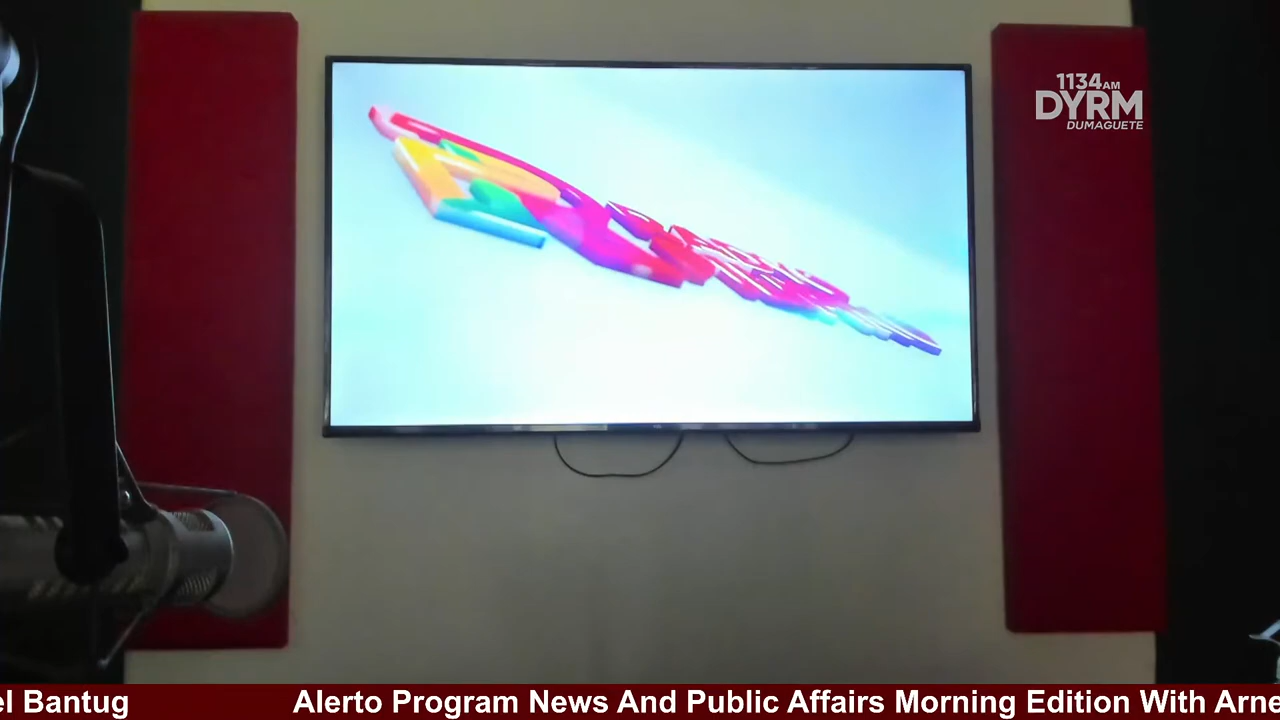 1134AM
DYRM
DUMAGUETE
el Bantug Alerto Program News And Public Affairs Morning Edition With Arne